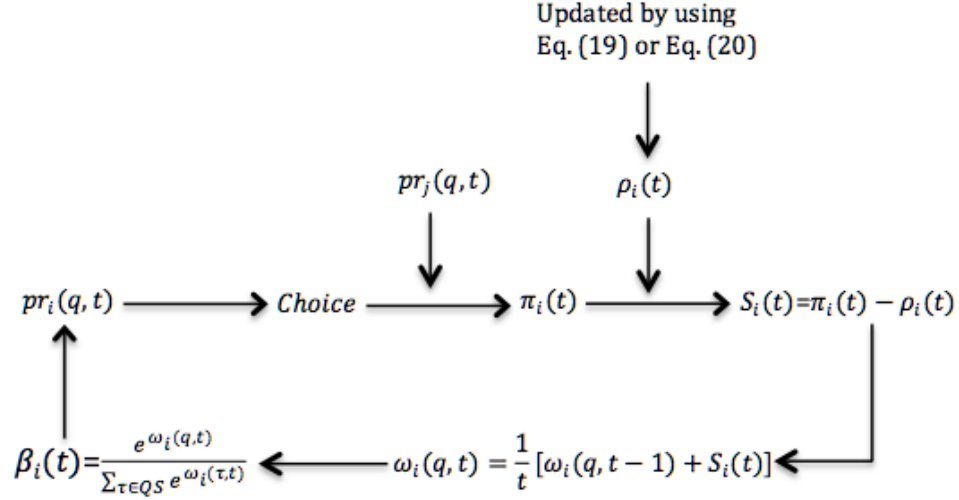 Updated by using
Eq. (19) or Eq. (20)
pr_j(q,t)
ρ_i(t)
pr_i(q,t)
Choice
π_i(t)
S_i(t)=π_i(t) − ρ_i(t)
β_i(t)=e^{ω_i(q,t)}/∑_{τ∈QS} e^{ω_i(τ,t)}
ω_i(q,t) = 1/t [ω_i(q,t−1) + S_i(t)]